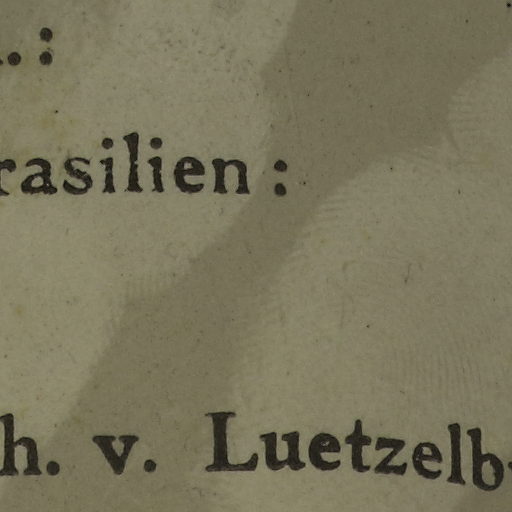 .:
rasilien :
h. v. Luetzelb